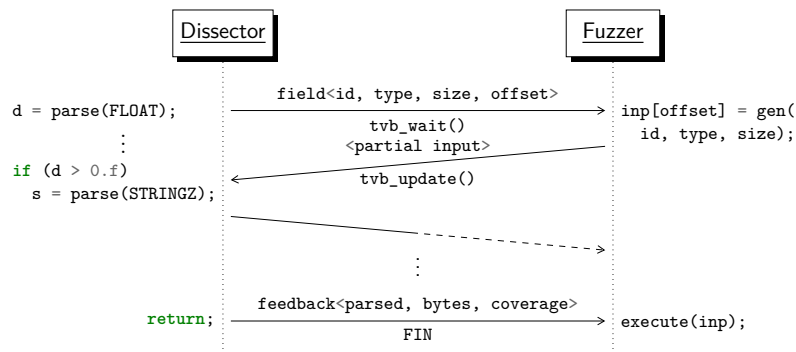 Dissector
Fuzzer
field<id, type, size, offset>
d = parse(FLOAT);
inp[offset] = gen(
tvb_wait()
id, type, size);
⋮
<partial input>
if (d > 0.f)
tvb_update()
s = parse(STRINGZ);
⋮
feedback<parsed, bytes, coverage>
return;
execute(inp);
FIN